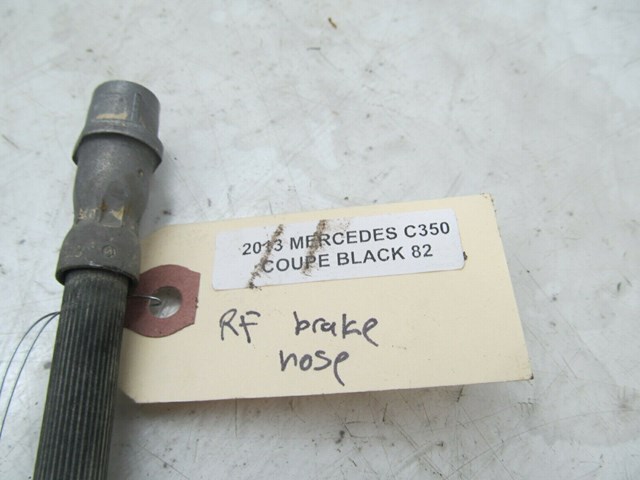 2013 MERCEDES C350
COUPE BLACK 82
RF brake
hose